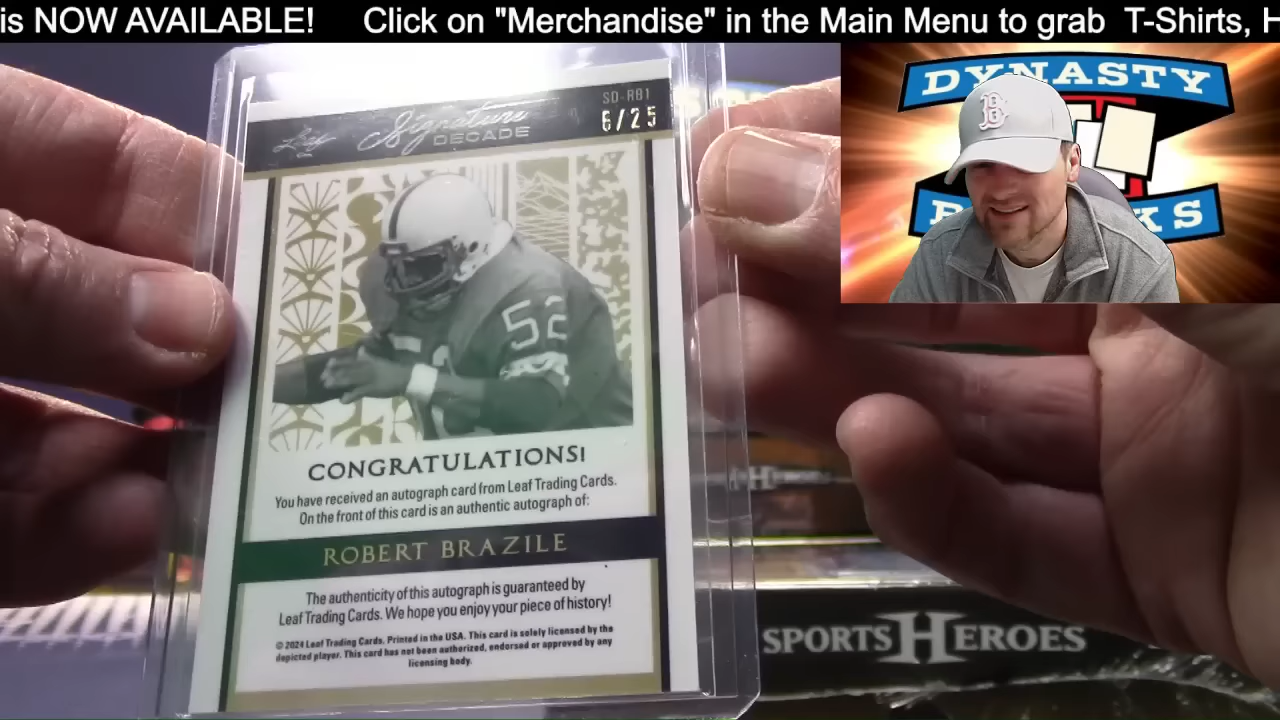 is NOW AVAILABLE! Click on "Merchandise" in the Main Menu to grab T-Shirts, H
DYNASTY
B
KS
SD-RB1
6/25
Leaf Signature
DECADE
52
CONGRATULATIONS!
You have received an autograph card from Leaf Trading Cards.
On the front of this card is an authentic autograph of:
ROBERT BRAZILE
The authenticity of this autograph is guaranteed by
Leaf Trading Cards. We hope you enjoy your piece of history!
© 2024 Leaf Trading Cards. Printed in the USA. This card is solely licensed by the
depicted player. This card has not been authorized, endorsed or approved by any
licensing body.
SPORTS HEROES